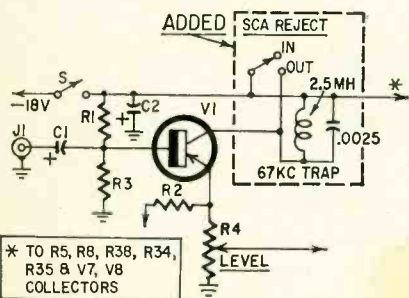 ADDED
SCA REJECT
IN
OUT
2.5MH
*
S
-18V
C2
V1
R1
.0025
J1
C1
67KC TRAP
R3
R2
R4
LEVEL
* TO R5, R8, R38, R34,
R35 & V7, V8
COLLECTORS